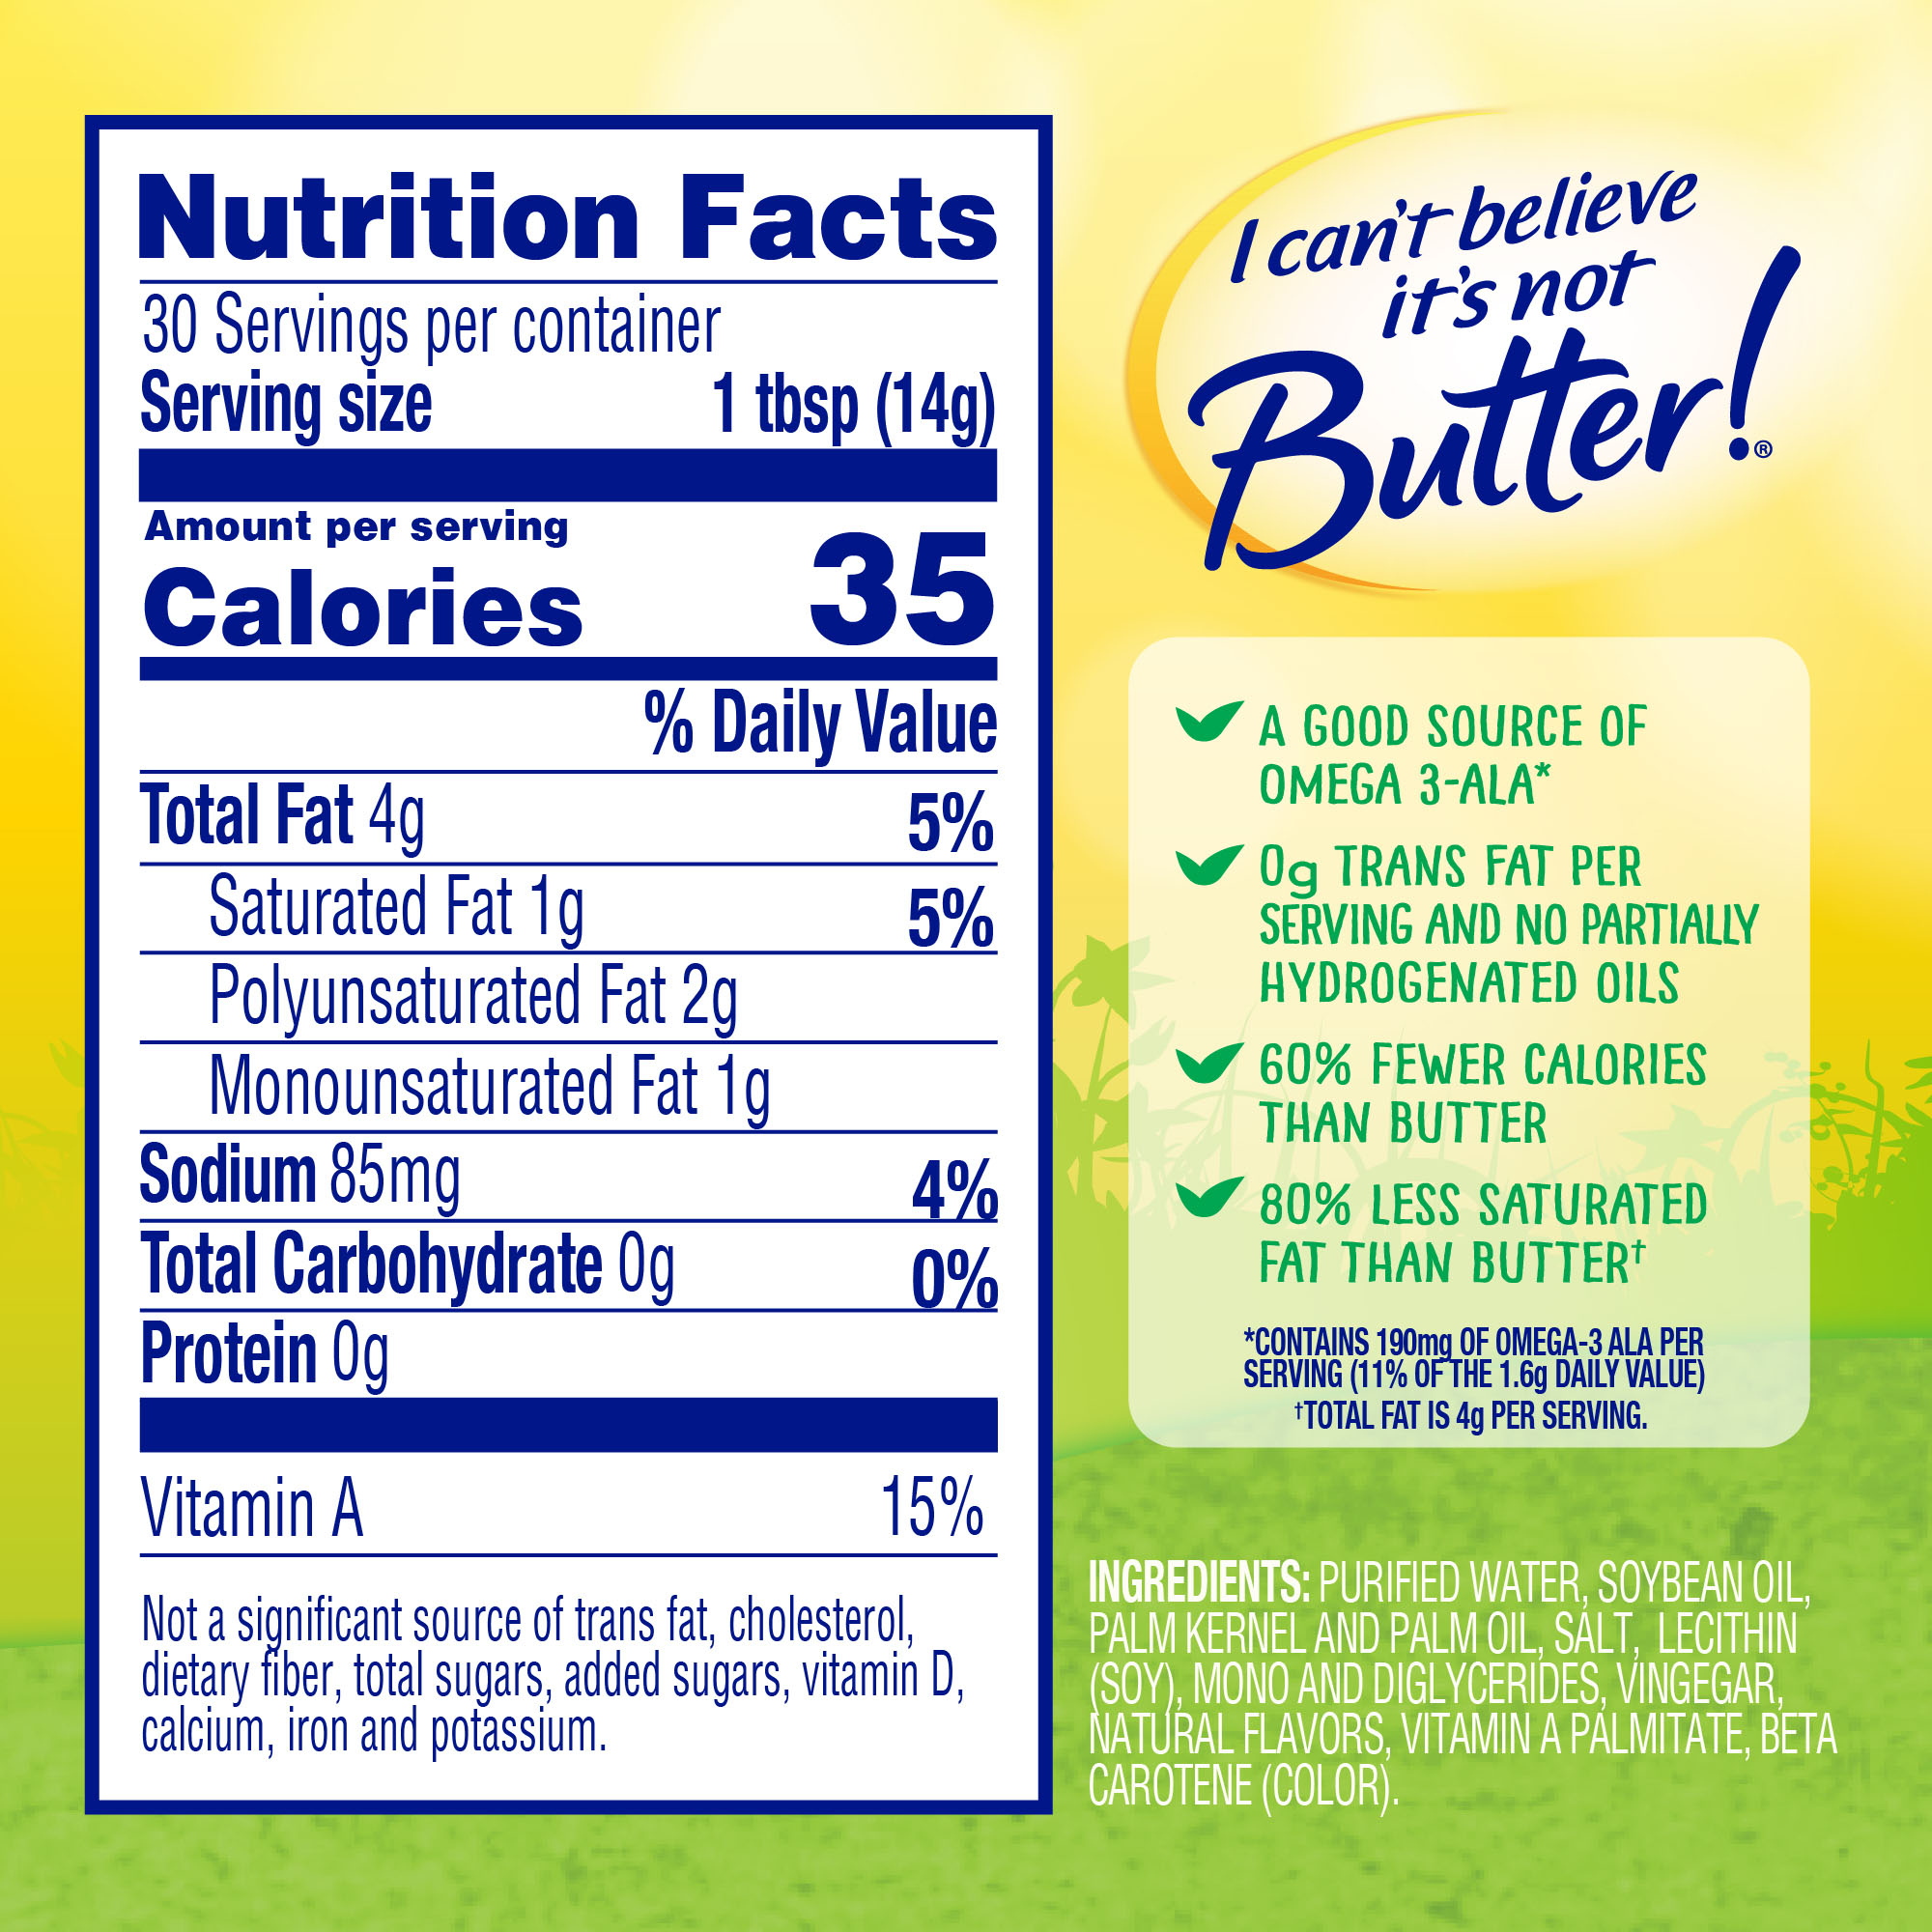 Nutrition Facts
30 Servings per container
Serving size 1 tbsp (14g)
Amount per serving
Calories 35
% Daily Value
Total Fat 4g 5%
Saturated Fat 1g 5%
Polyunsaturated Fat 2g
Monounsaturated Fat 1g
Sodium 85mg 4%
Total Carbohydrate 0g 0%
Protein 0g
Vitamin A 15%
Not a significant source of trans fat, cholesterol,
dietary fiber, total sugars, added sugars, vitamin D,
calcium, iron and potassium.
I can't believe
it's not
Butter!®
A GOOD SOURCE OF
OMEGA 3-ALA*
0g TRANS FAT PER
SERVING AND NO PARTIALLY
HYDROGENATED OILS
60% FEWER CALORIES
THAN BUTTER
80% LESS SATURATED
FAT THAN BUTTER†
*CONTAINS 190mg OF OMEGA-3 ALA PER
SERVING (11% OF THE 1.6g DAILY VALUE)
†TOTAL FAT IS 4g PER SERVING.
INGREDIENTS: PURIFIED WATER, SOYBEAN OIL,
PALM KERNEL AND PALM OIL, SALT, LECITHIN
(SOY), MONO AND DIGLYCERIDES, VINGEGAR,
NATURAL FLAVORS, VITAMIN A PALMITATE, BETA
CAROTENE (COLOR).